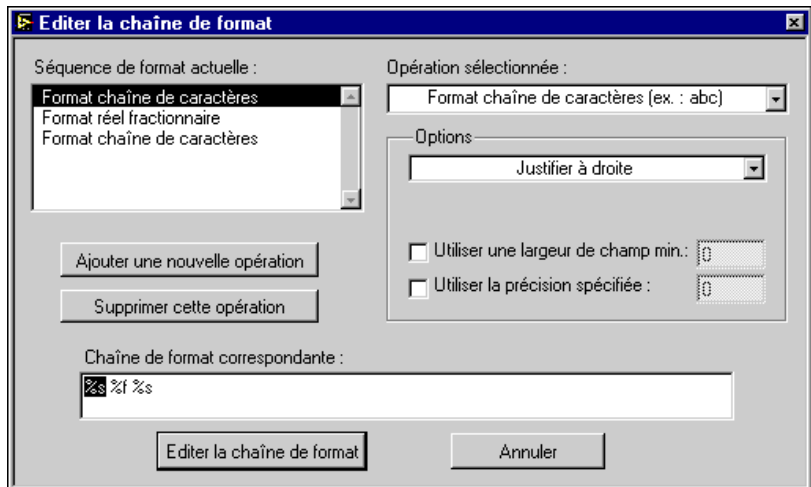 Editer la chaîne de format
Séquence de format actuelle :
Format chaîne de caractères
Format réel fractionnaire
Format chaîne de caractères
Ajouter une nouvelle opération
Supprimer cette opération
Opération sélectionnée :
Format chaîne de caractères (ex. : abc)
Options
Justifier à droite
Utiliser une largeur de champ min.: 0
Utiliser la précision spécifiée : 0
Chaîne de format correspondante :
%s %f %s
Editer la chaîne de format
Annuler